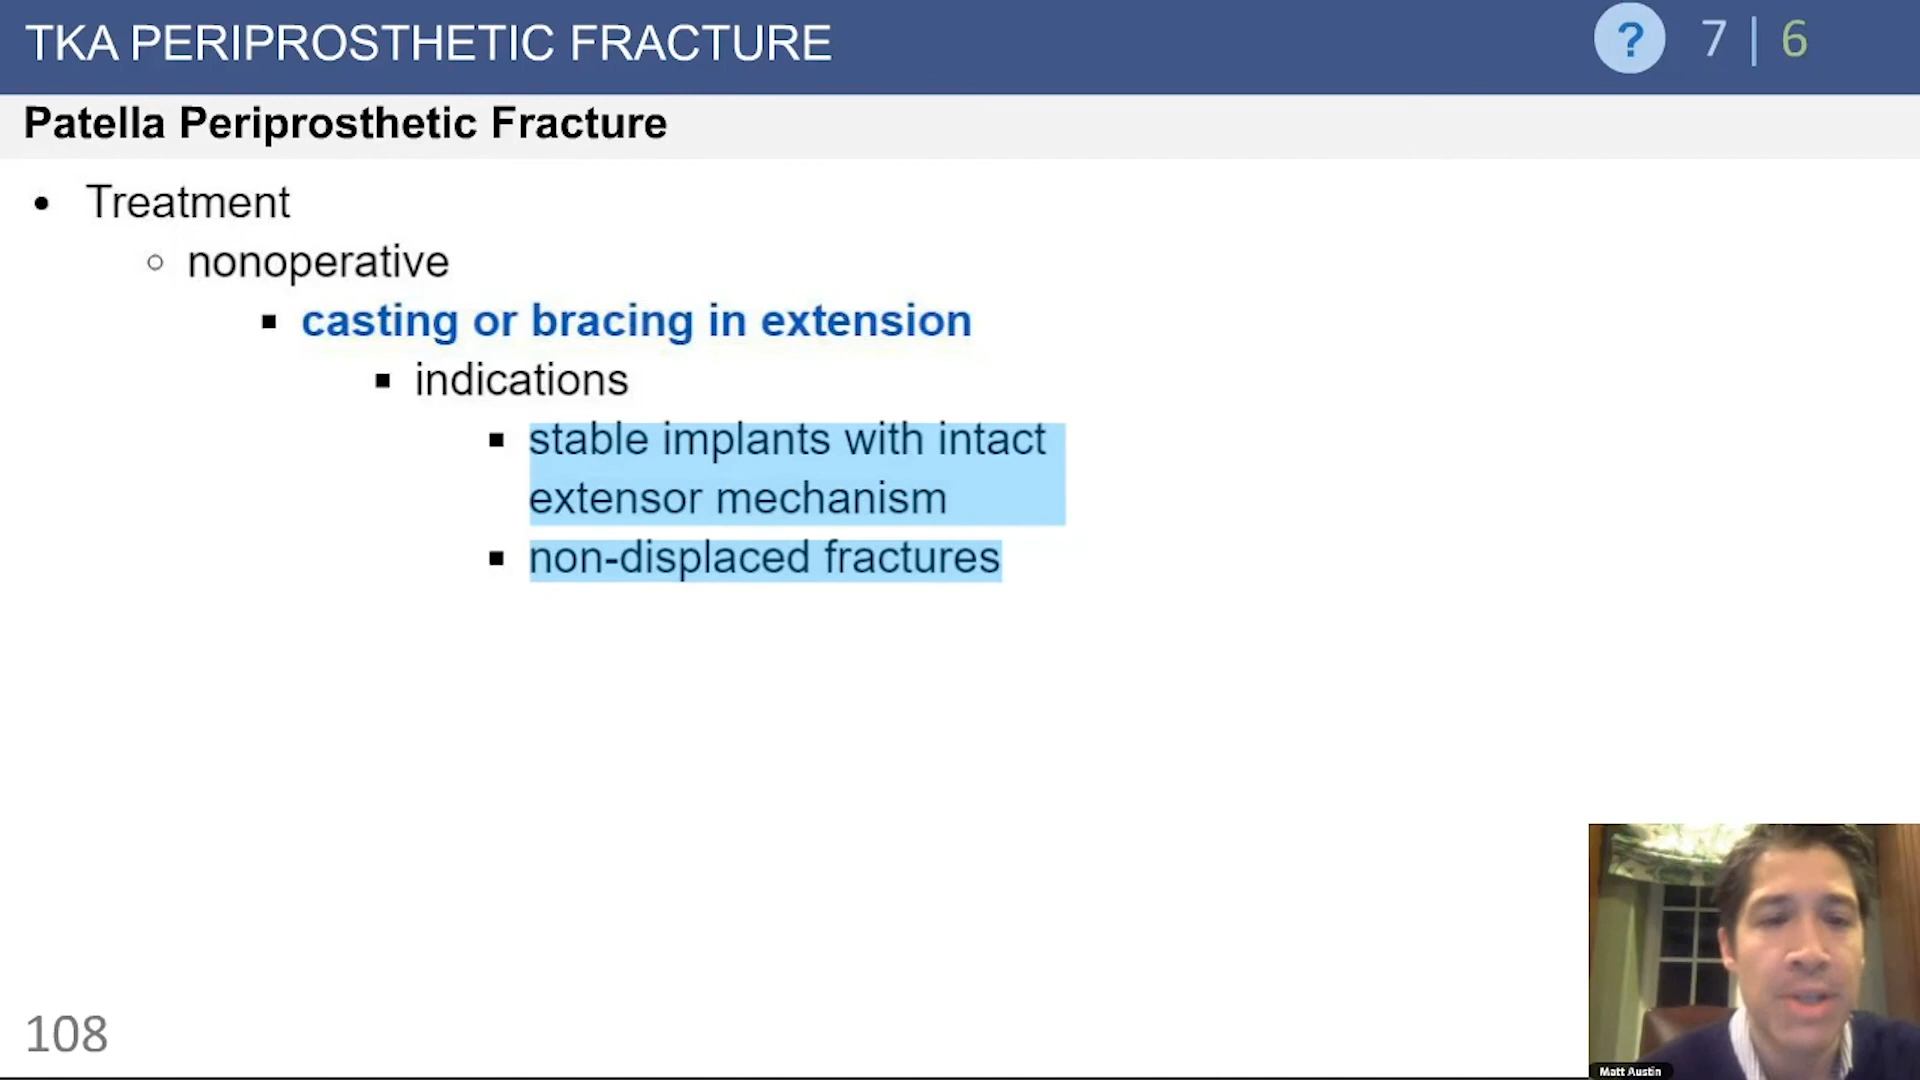 TKA PERIPROSTHETIC FRACTURE
? 7 | 6
Patella Periprosthetic Fracture
• Treatment
○ nonoperative
▪ casting or bracing in extension
▪ indications
▪ stable implants with intact
extensor mechanism
▪ non-displaced fractures
108
Matt Austin